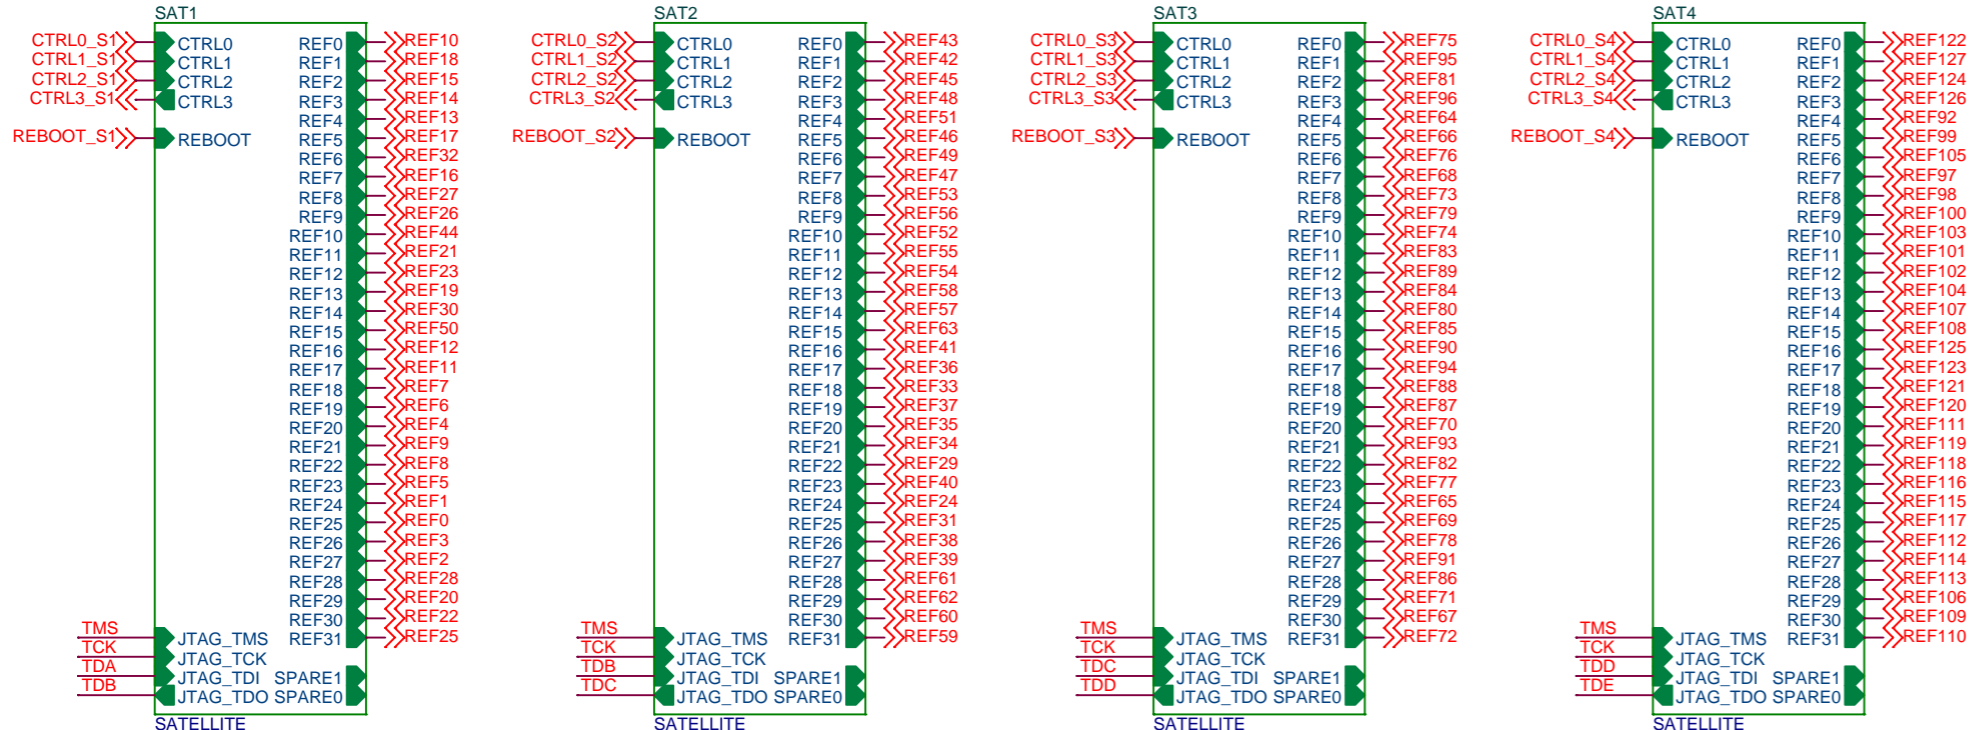 SAT1 SAT2 SAT3 SAT4
CTRL0_S1 CTRL0 REF0 REF10 CTRL0_S2 CTRL0 REF0 REF43 CTRL0_S3 CTRL0 REF0 REF75 CTRL0_S4 CTRL0 REF0 REF122
CTRL1_S1 CTRL1 REF1 REF18 CTRL1_S2 CTRL1 REF1 REF42 CTRL1_S3 CTRL1 REF1 REF95 CTRL1_S4 CTRL1 REF1 REF127
CTRL2_S1 CTRL2 REF2 REF15 CTRL2_S2 CTRL2 REF2 REF45 CTRL2_S3 CTRL2 REF2 REF81 CTRL2_S4 CTRL2 REF2 REF124
CTRL3_S1 CTRL3 REF3 REF14 CTRL3_S2 CTRL3 REF3 REF48 CTRL3_S3 CTRL3 REF3 REF96 CTRL3_S4 CTRL3 REF3 REF126
REF4 REF13 REF4 REF51 REF4 REF64 REF4 REF92
REBOOT_S1 REBOOT REF5 REF17 REBOOT_S2 REBOOT REF5 REF46 REBOOT_S3 REBOOT REF5 REF66 REBOOT_S4 REBOOT REF5 REF99
REF6 REF32 REF6 REF49 REF6 REF76 REF6 REF105
REF7 REF16 REF7 REF47 REF7 REF68 REF7 REF97
REF8 REF27 REF8 REF53 REF8 REF73 REF8 REF98
REF9 REF26 REF9 REF56 REF9 REF79 REF9 REF100
REF10 REF44 REF10 REF52 REF10 REF74 REF10 REF103
REF11 REF21 REF11 REF55 REF11 REF83 REF11 REF101
REF12 REF23 REF12 REF54 REF12 REF89 REF12 REF102
REF13 REF19 REF13 REF58 REF13 REF84 REF13 REF104
REF14 REF30 REF14 REF57 REF14 REF80 REF14 REF107
REF15 REF50 REF15 REF63 REF15 REF85 REF15 REF108
REF16 REF12 REF16 REF41 REF16 REF90 REF16 REF125
REF17 REF11 REF17 REF36 REF17 REF94 REF17 REF123
REF18 REF7 REF18 REF33 REF18 REF88 REF18 REF121
REF19 REF6 REF19 REF37 REF19 REF87 REF19 REF120
REF20 REF4 REF20 REF35 REF20 REF70 REF20 REF111
REF21 REF9 REF21 REF34 REF21 REF93 REF21 REF119
REF22 REF8 REF22 REF29 REF22 REF82 REF22 REF118
REF23 REF5 REF23 REF40 REF23 REF77 REF23 REF116
REF24 REF1 REF24 REF24 REF24 REF65 REF24 REF115
REF25 REF0 REF25 REF31 REF25 REF69 REF25 REF117
REF26 REF3 REF26 REF38 REF26 REF78 REF26 REF112
REF27 REF2 REF27 REF39 REF27 REF91 REF27 REF114
REF28 REF28 REF28 REF61 REF28 REF86 REF28 REF113
REF29 REF20 REF29 REF62 REF29 REF71 REF29 REF106
REF30 REF22 REF30 REF60 REF30 REF67 REF30 REF109
TMS JTAG_TMS REF31 REF25 TMS JTAG_TMS REF31 REF59 TMS JTAG_TMS REF31 REF72 TMS JTAG_TMS REF31 REF110
TCK JTAG_TCK TCK JTAG_TCK TCK JTAG_TCK TCK JTAG_TCK
TDA JTAG_TDI SPARE1 TDB JTAG_TDI SPARE1 TDC JTAG_TDI SPARE1 TDD JTAG_TDI SPARE1
TDB JTAG_TDO SPARE0 TDC JTAG_TDO SPARE0 TDD JTAG_TDO SPARE0 TDE JTAG_TDO SPARE0
SATELLITE SATELLITE SATELLITE SATELLITE